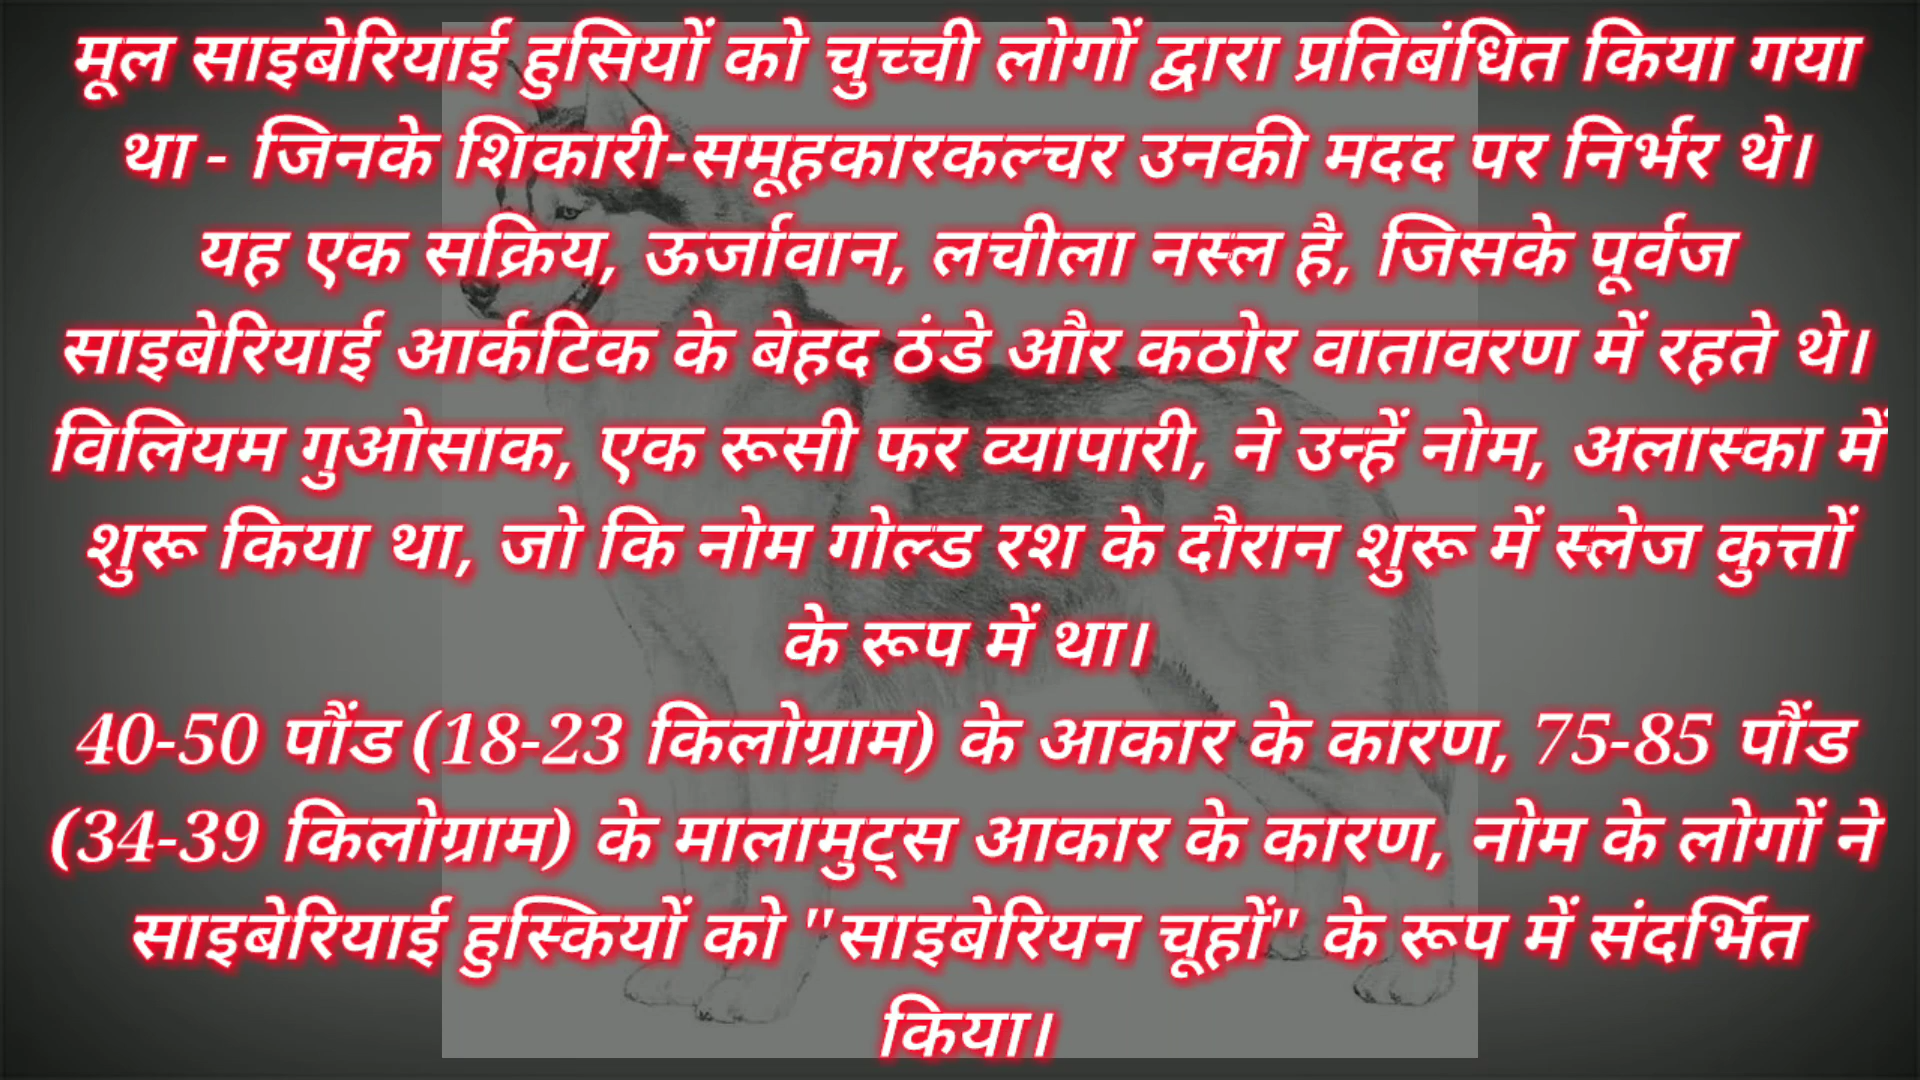 मूल साइबेरियाई हुसियों को चुच्ची लोगों द्वारा प्रतिबंधित किया गया
था - जिनके शिकारी-समूहकारकल्चर उनकी मदद पर निर्भर थे।
यह एक सक्रिय, ऊर्जावान, लचीला नस्ल है, जिसके पूर्वज
साइबेरियाई आर्कटिक के बेहद ठंडे और कठोर वातावरण में रहते थे।
विलियम गुओसाक, एक रूसी फर व्यापारी, ने उन्हें नोम, अलास्का में
शुरू किया था, जो कि नोम गोल्ड रश के दौरान शुरू में स्लेज कुत्तों
के रूप में था।
40-50 पौंड (18-23 किलोग्राम) के आकार के कारण, 75-85 पौंड
(34-39 किलोग्राम) के मालामुट्स आकार के कारण, नोम के लोगों ने
साइबेरियाई हुस्कियों को "साइबेरियन चूहों" के रूप में संदर्भित
किया।